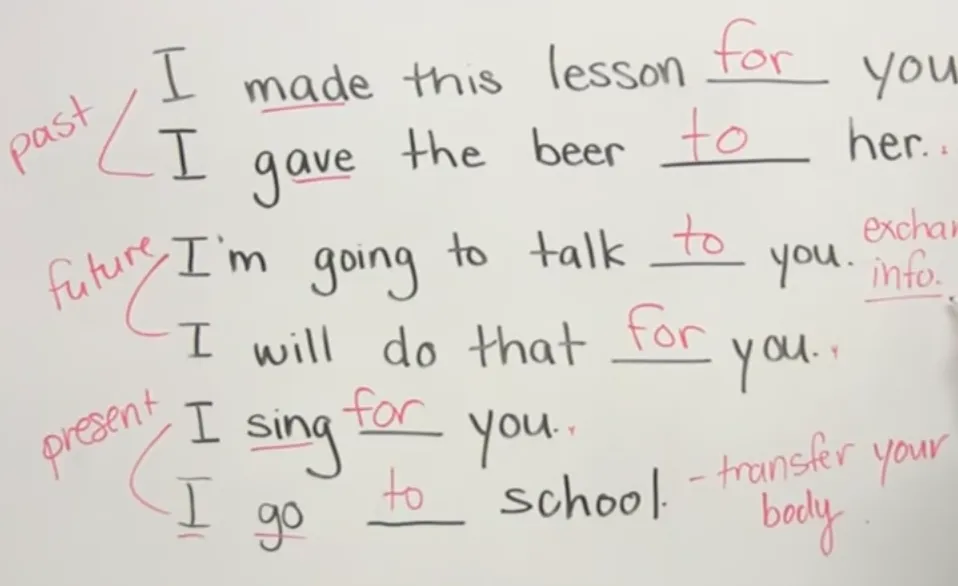 I made this lesson for you
past
I gave the beer to her.
future I'm going to talk to you. exchan
info.
I will do that for you.
present I sing for you.
I go to school. - transfer your
body